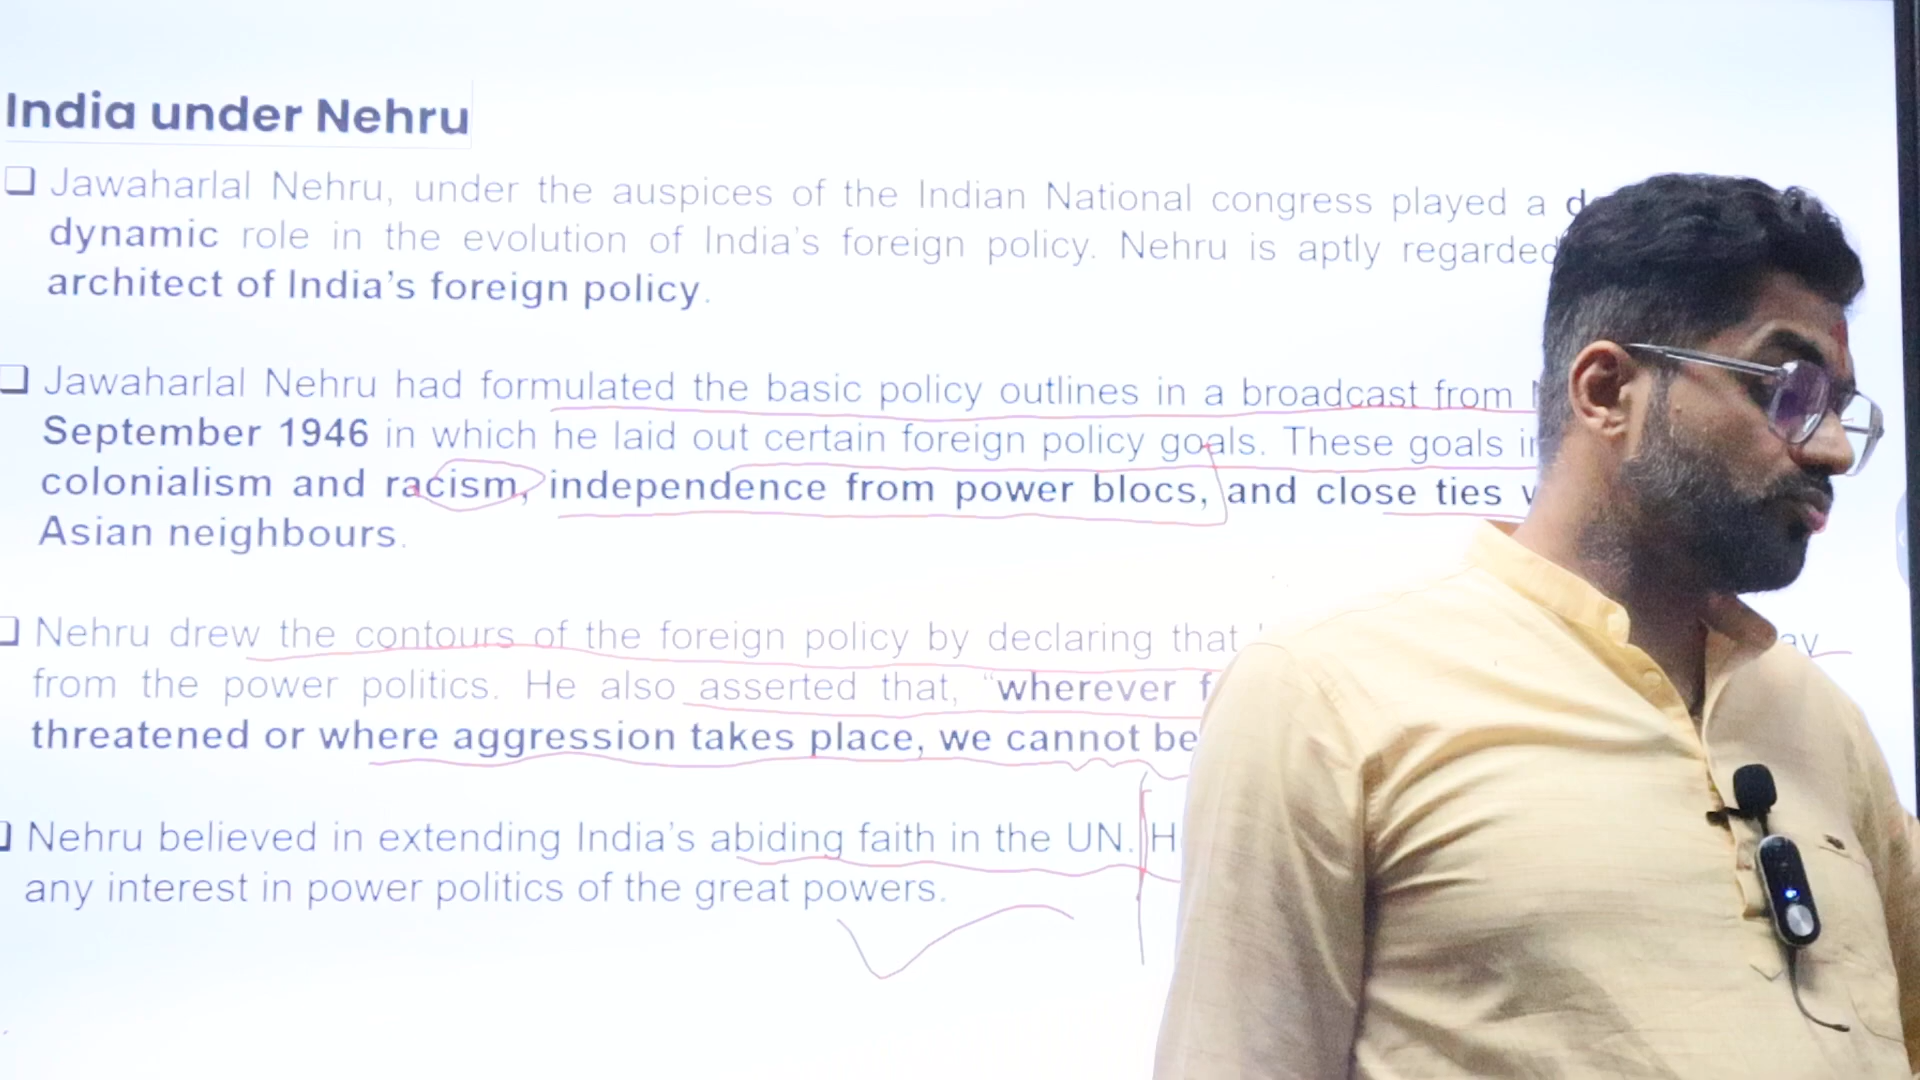 India under Nehru
Jawaharlal Nehru, under the auspices of the Indian National congress played a
dynamic role in the evolution of India's foreign policy. Nehru is aptly regarded
architect of India's foreign policy.
Jawaharlal Nehru had formulated the basic policy outlines in a broadcast from
September 1946 in which he laid out certain foreign policy goals. These goals
colonialism and racism, independence from power blocs, and close ties
Asian neighbours.
Nehru drew the contours of the foreign policy by declaring that
from the power politics. He also asserted that, "wherever
threatened or where aggression takes place, we cannot be
Nehru believed in extending India's abiding faith in the UN.
any interest in power politics of the great powers.